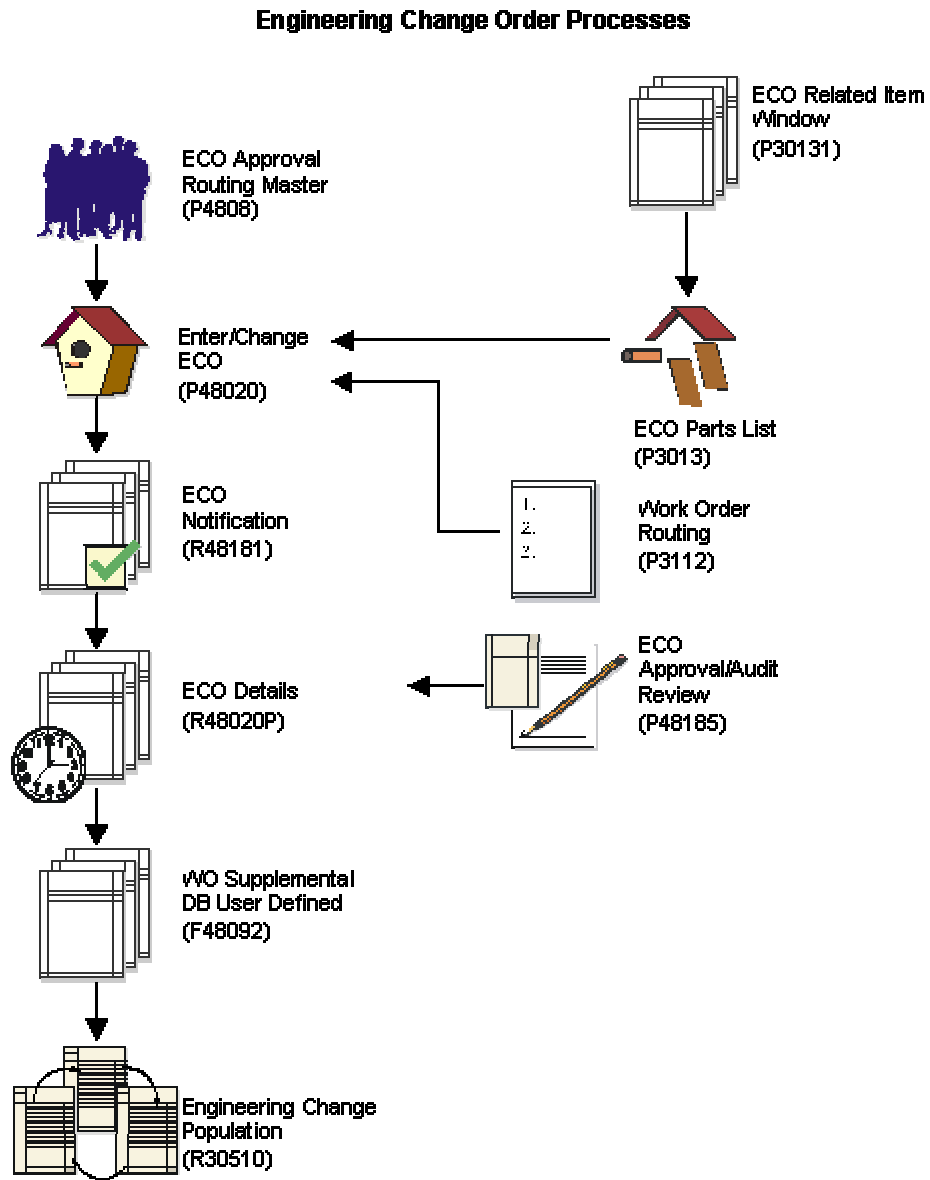 Engineering Change Order Processes
ECO Related Item
Window
(P30131)
ECO Approval
Routing Master
(P4808)
Enter/Change
ECO
(P48020)
ECO Parts List
(P3013)
ECO
Notification
(R48181)
1.
2.
3.
Work Order
Routing
(P3112)
ECO Details
(R48020P)
ECO
Approval/Audit
Review
(P48185)
WO Supplemental
DB User Defined
(F48092)
Engineering Change
Population
(R30510)